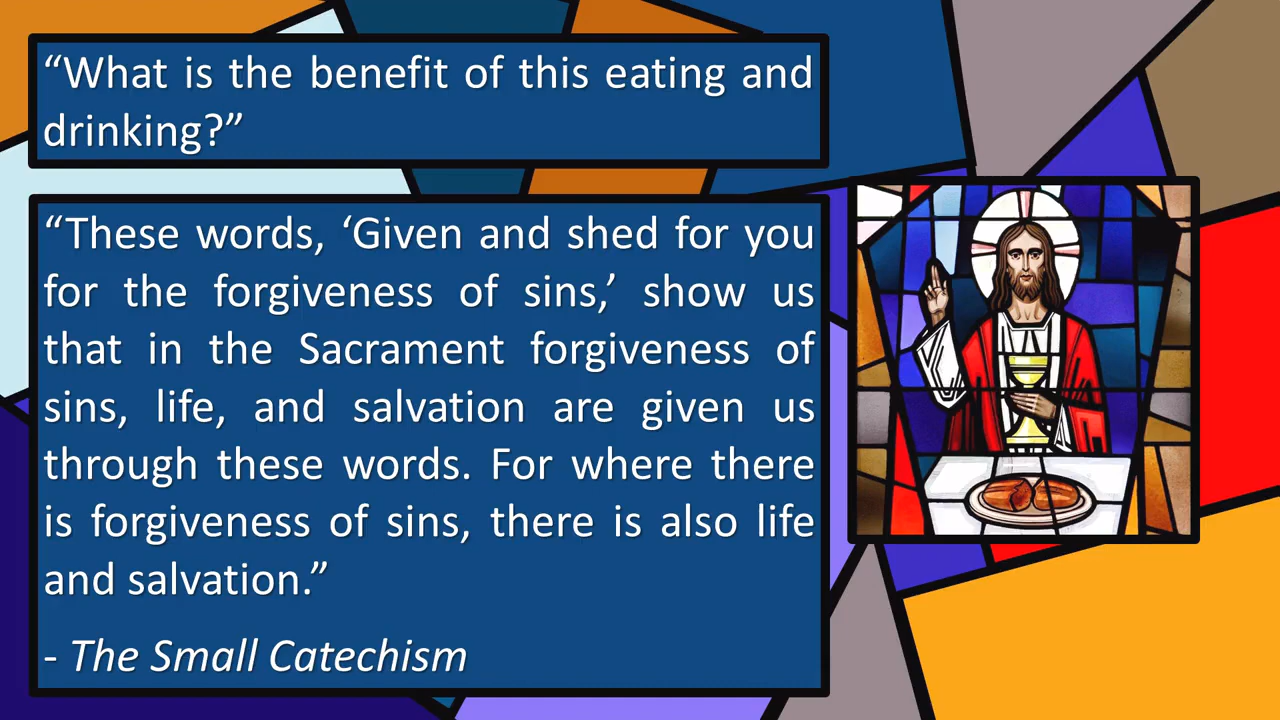 “What is the benefit of this eating and
drinking?”
“These words, ‘Given and shed for you
for the forgiveness of sins,’ show us
that in the Sacrament forgiveness of
sins, life, and salvation are given us
through these words. For where there
is forgiveness of sins, there is also life
and salvation.”
- The Small Catechism